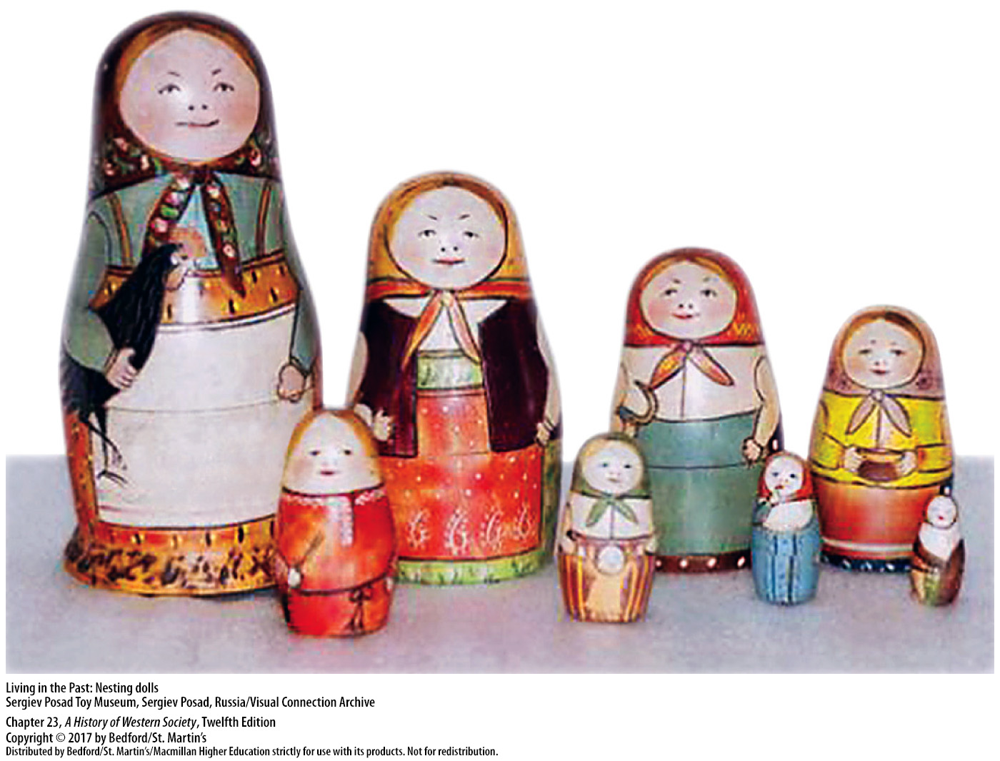 Living in the Past: Nesting dolls
Sergiev Posad Toy Museum, Sergiev Posad, Russia/Visual Connection Archive
Chapter 23, A History of Western Society, Twelfth Edition
Copyright © 2017 by Bedford/St. Martin’s
Distributed by Bedford/St. Martin’s/Macmillan Higher Education strictly for use with its products. Not for redistribution.